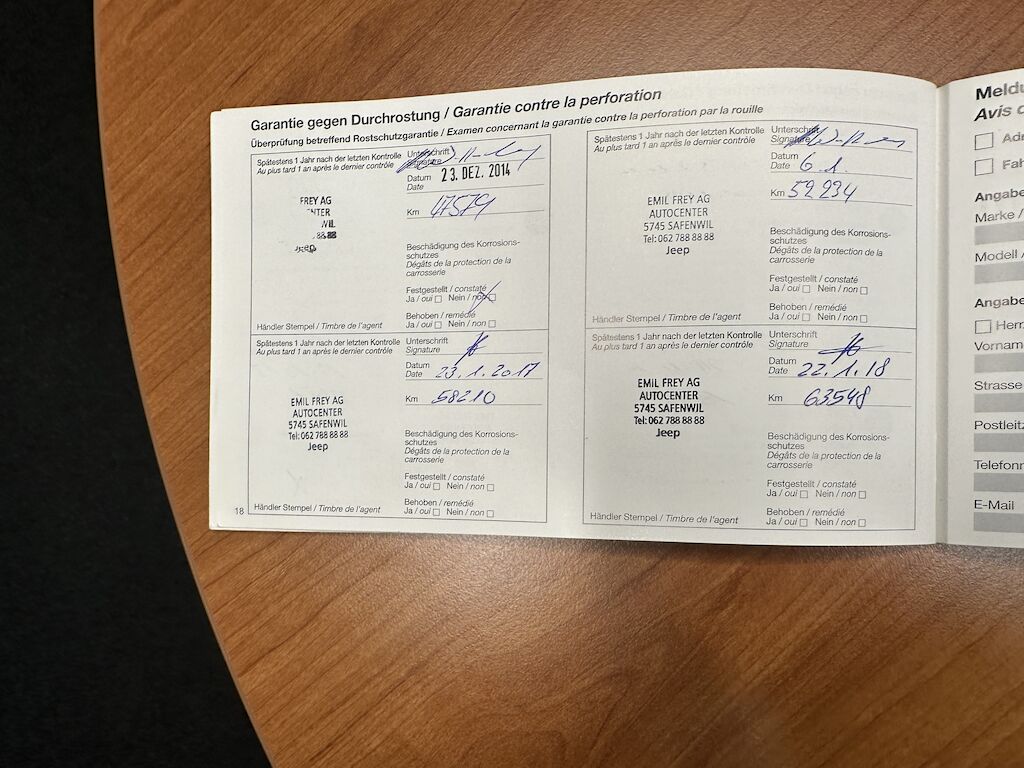 Garantie gegen Durchrostung / Garantie contre la perforation
Überprüfung betreffend Rostschutzgarantie / Examen concernant la garantie contre la perforation par la rouille
Spätestens 1 Jahr nach der letzten Kontrolle
Au plus tard 1 an après le dernier contrôle
Unterschrift
Signature
Datum
Date
23. DEZ. 2014
Km 47579
FREY AG
Jeep
Beschädigung des Korrosions-
schutzes
Dégâts de la protection de la
carrosserie
Festgestellt / constaté
Ja / oui Nein / non
Behoben / remédié
Ja / oui Nein / non
Händler Stempel / Timbre de l'agent
Spätestens 1 Jahr nach der letzten Kontrolle
Au plus tard 1 an après le dernier contrôle
Unterschrift
Signature
Datum
Date
6.1.
Km 52234
EMIL FREY AG
AUTOCENTER
5745 SAFENWIL
Tel: 062 788 88 88
Jeep
Beschädigung des Korrosions-
schutzes
Dégâts de la protection de la
carrosserie
Festgestellt / constaté
Ja / oui Nein / non
Behoben / remédié
Ja / oui Nein / non
Händler Stempel / Timbre de l'agent
Spätestens 1 Jahr nach der letzten Kontrolle
Au plus tard 1 an après le dernier contrôle
Unterschrift
Signature
Datum
Date
23.1.2017
Km 58210
EMIL FREY AG
AUTOCENTER
5745 SAFENWIL
Tel: 062 788 88 88
Jeep
Beschädigung des Korrosions-
schutzes
Dégâts de la protection de la
carrosserie
Festgestellt / constaté
Ja / oui Nein / non
Behoben / remédié
Ja / oui Nein / non
Händler Stempel / Timbre de l'agent
18
Spätestens 1 Jahr nach der letzten Kontrolle
Au plus tard 1 an après le dernier contrôle
Unterschrift
Signature
Datum
Date
22.1.18
Km 63548
EMIL FREY AG
AUTOCENTER
5745 SAFENWIL
Tel: 062 788 88 88
Jeep
Beschädigung des Korrosions-
schutzes
Dégâts de la protection de la
carrosserie
Festgestellt / constaté
Ja / oui Nein / non
Behoben / remédié
Ja / oui Nein / non
Händler Stempel / Timbre de l'agent
Avis
Angabe
Marke /
Modell /
Angabe
Vornam
Strasse
Postleitz
Telefonn
E-Mail